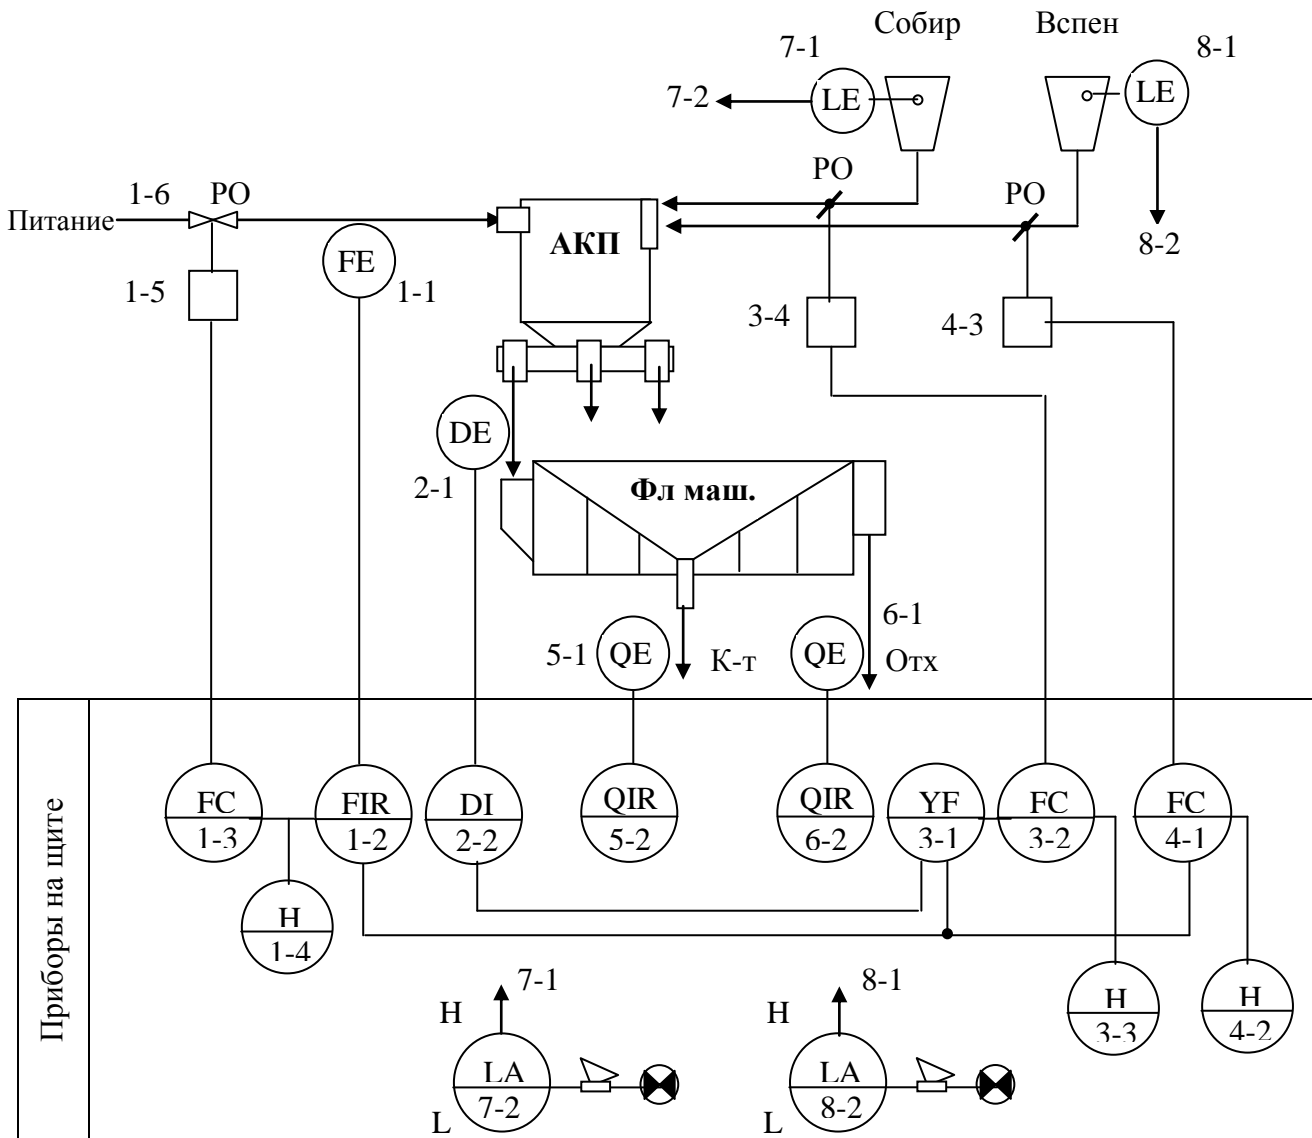 Собир
Вспен
7-1
8-1
LE
LE
7-2
РО
РО
1-6
РО
Питание
АКП
8-2
FE
1-5
1-1
3-4
4-3
DE
2-1
Фл маш.
6-1
5-1
QE
К-т
QE
Отх
Приборы на щите
FC
1-3
FIR
1-2
DI
2-2
QIR
5-2
QIR
6-2
YF
3-1
FC
3-2
FC
4-1
H
1-4
7-1
8-1
H
H
H
3-3
H
4-2
LA
7-2
LA
8-2
L
L